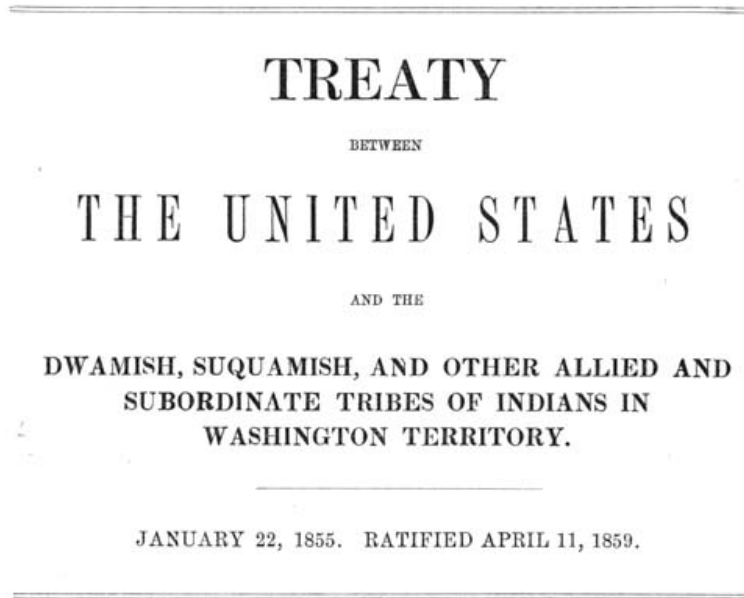 TREATY
BETWEEN
THE UNITED STATES
AND THE
DWAMISH, SUQUAMISH, AND OTHER ALLIED AND
SUBORDINATE TRIBES OF INDIANS IN
WASHINGTON TERRITORY.
JANUARY 22, 1855. RATIFIED APRIL 11, 1859.